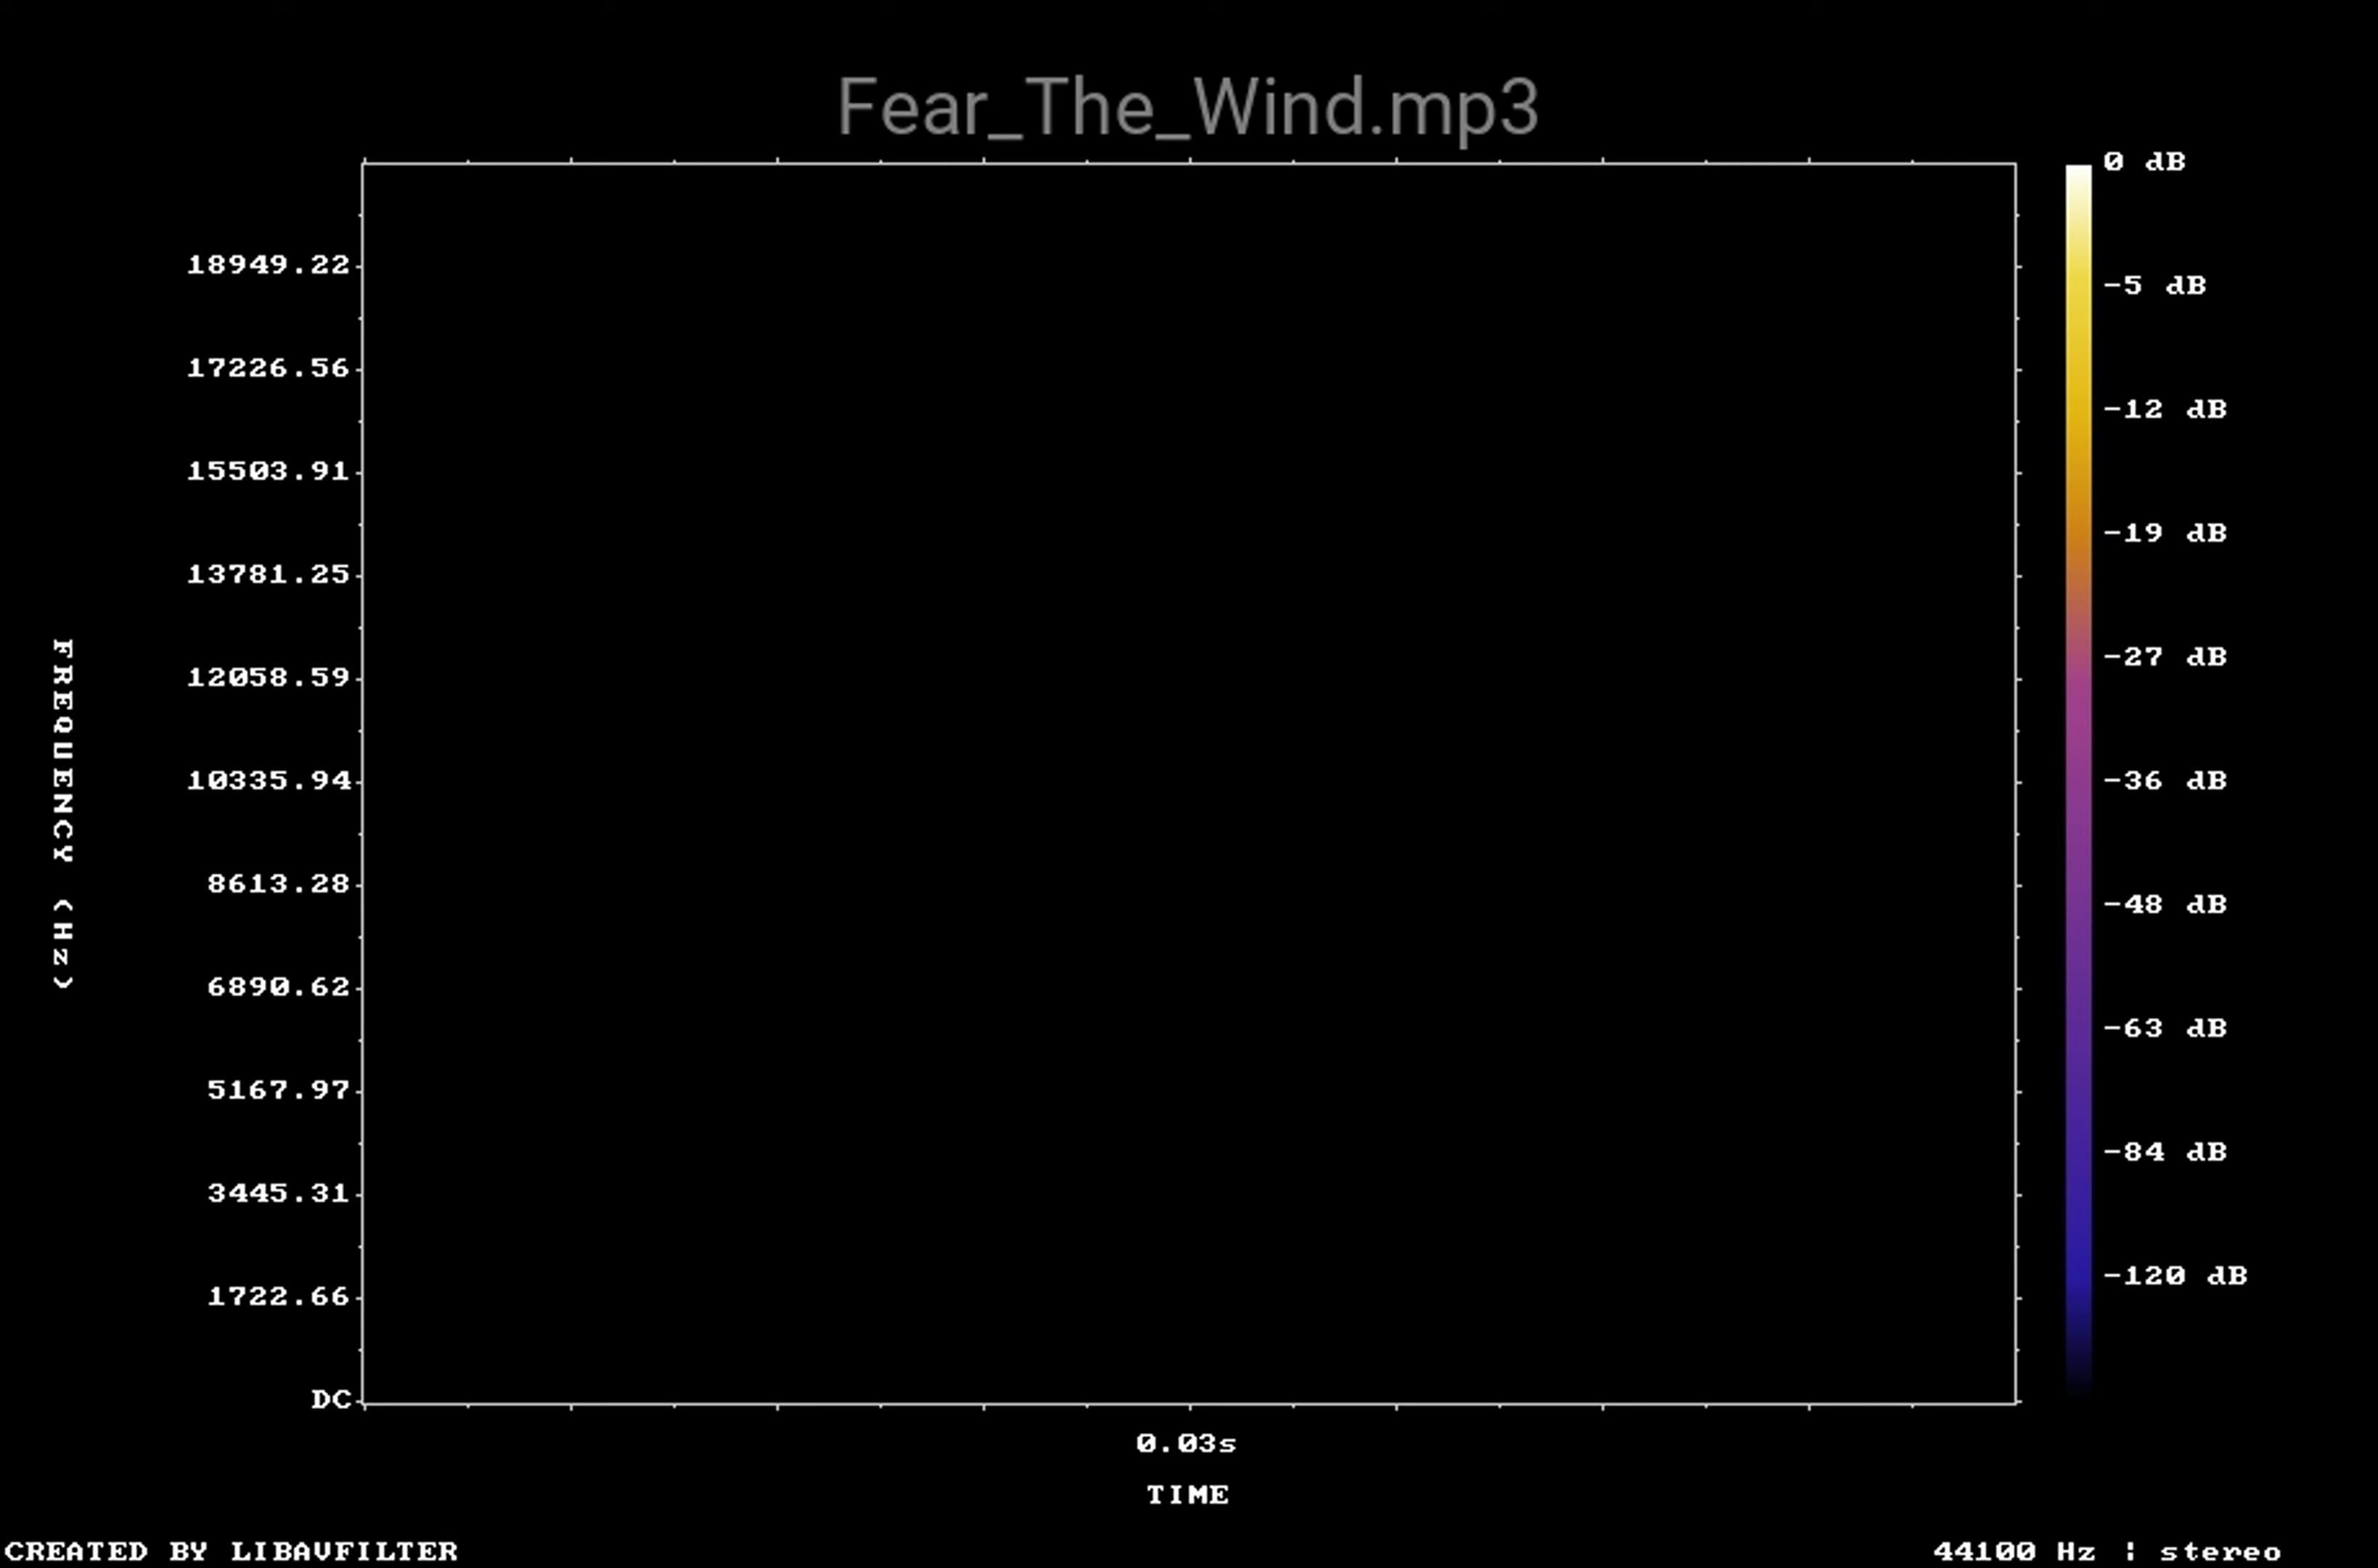 Fear_The_Wind.mp3
0 dB
-5 dB
-12 dB
-19 dB
-27 dB
-36 dB
-48 dB
-63 dB
-84 dB
-120 dB
18949.22
17226.56
15503.91
13781.25
12058.59
10335.94
8613.28
6890.62
5167.97
3445.31
1722.66
DC
FREQUENCY (Hz)
0.03s
TIME
CREATED BY LIBAVFILTER
44100 Hz | stereo